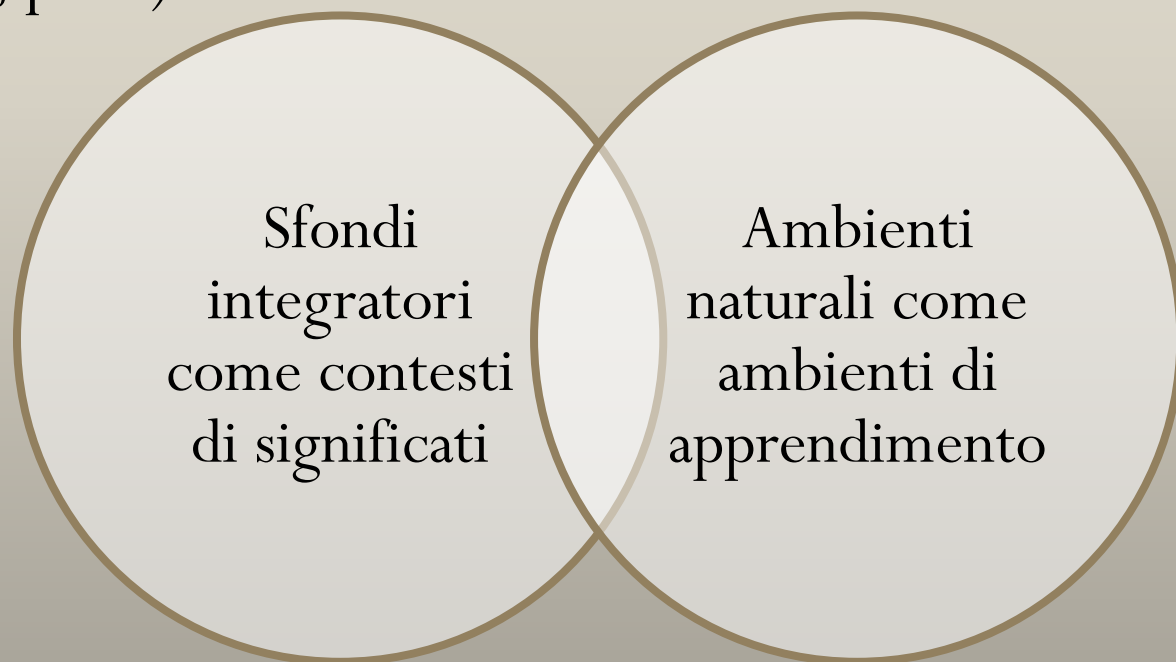 Sfondi
integratori
come contesti
di significati
Ambienti
naturali come
ambienti di
apprendimento